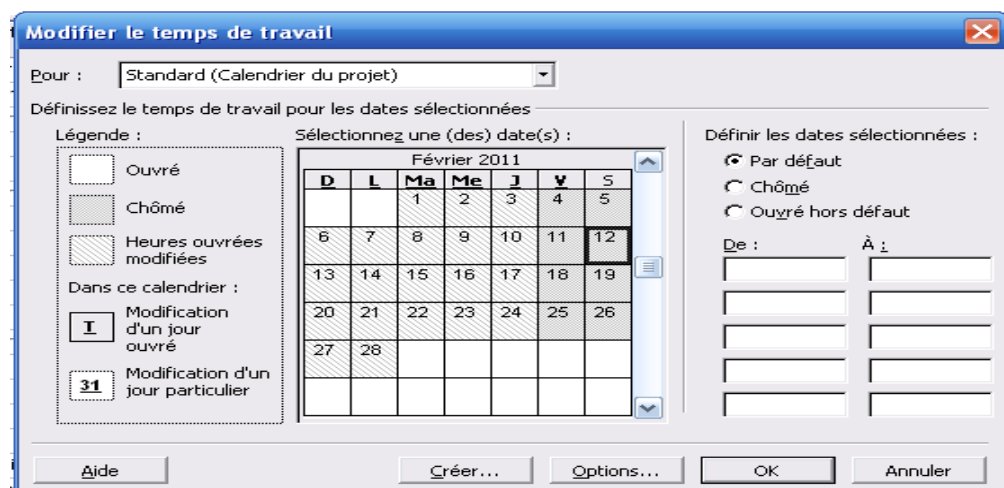 Modifier le temps de travail
Pour : Standard (Calendrier du projet)
Définissez le temps de travail pour les dates sélectionnées
Légende :
Ouvré
Chômé
Heures ouvrées
modifiées
Dans ce calendrier :
T
Modification
d'un jour
ouvré
31
Modification d'un
jour particulier
Sélectionnez une (des) date(s) :
Février 2011
D L Ma Me J V S
1 2 3 4 5
6 7 8 9 10 11 12
13 14 15 16 17 18 19
20 21 22 23 24 25 26
27 28
Définir les dates sélectionnées :
Par défaut
Chômé
Ouvré hors défaut
De : À :
Aide Créer... Options... OK Annuler